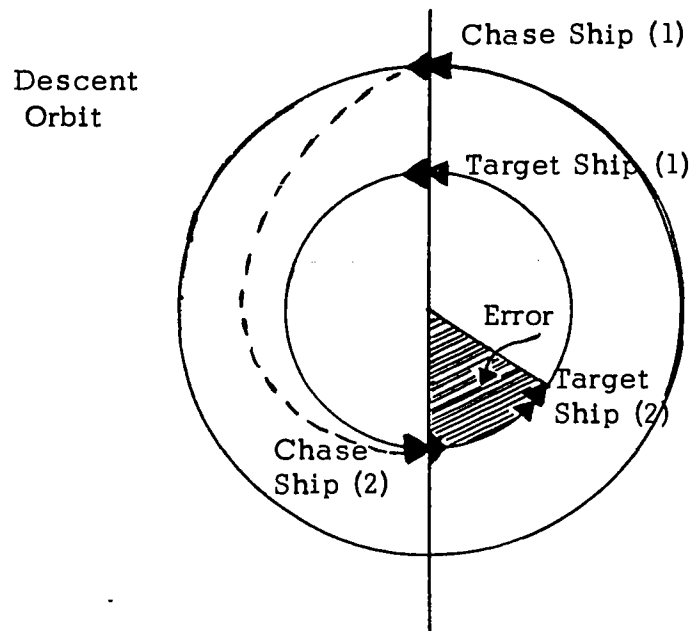 Chase Ship (1)
Descent
Orbit
Target Ship (1)
Error
Target
Ship (2)
Chase
Ship (2)